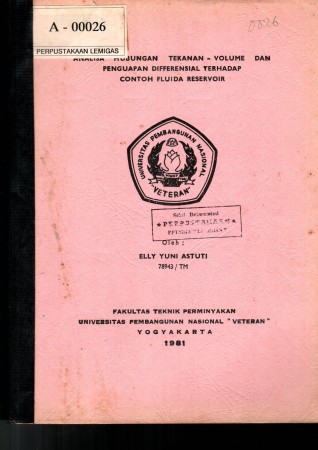 A - 00026
PERPUSTAKAAN LEMIGAS
0026
ANALISA HUBUNGAN TEKANAN - VOLUME DAN
PENGUAPAN DIFFERENSIAL TERHADAP
CONTOH FLUIDA RESERVOIR
UNIVERSITAS PEMBANGUNAN NASIONAL
"VETERAN"
Oleh :
ELLY YUNI ASTUTI
78943 / TM
FAKULTAS TEKNIK PERMINYAKAN
UNIVERSITAS PEMBANGUNAN NASIONAL "VETERAN"
YOGYAKARTA
1981